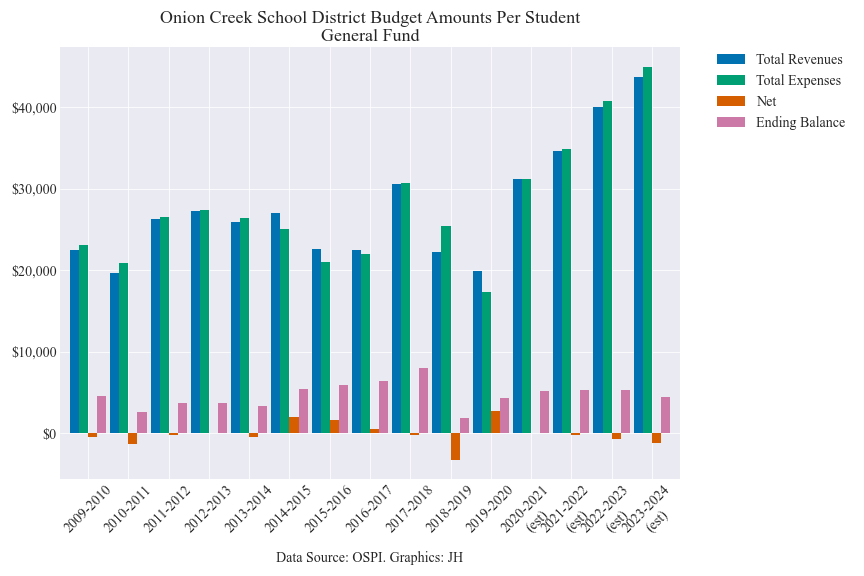 Onion Creek School District Budget Amounts Per Student
General Fund
Total Revenues
Total Expenses
Net
Ending Balance
$40,000
$30,000
$20,000
$10,000
$0
2009-2010
2010-2011
2011-2012
2012-2013
2013-2014
2014-2015
2015-2016
2016-2017
2017-2018
2018-2019
2019-2020
2020-2021
(est)
2021-2022
(est)
2022-2023
(est)
2023-2024
(est)
Data Source: OSPI. Graphics: JH